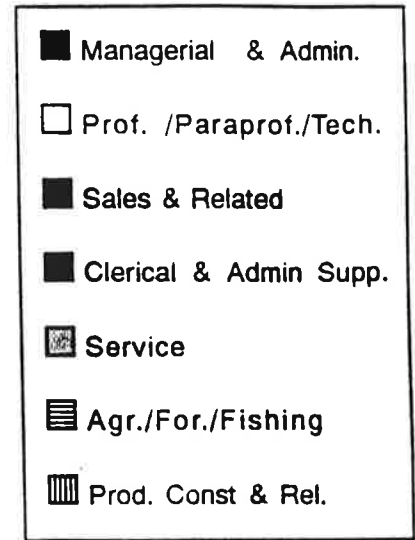 Managerial & Admin.
Prof. /Paraprof./Tech.
Sales & Related
Clerical & Admin Supp.
Service
Agr./For./Fishing
Prod. Const & Rel.